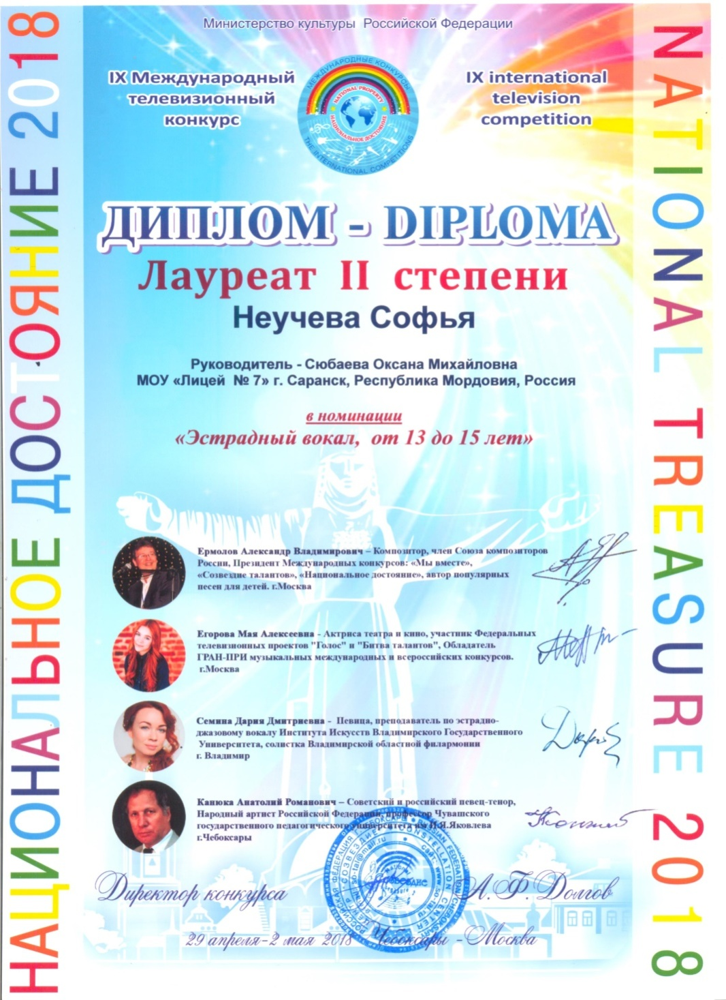 Министерство культуры Российской Федерации
IX Международный
телевизионный
конкурс
МЕЖДУНАРОДНЫЕ КОНКУРСЫ
NATIONAL PROPERTY
НАЦИОНАЛЬНОЕ ДОСТОЯНИЕ
THE INTERNATIONAL COMPETITIONS
IX international
television
competition
НАЦИОНАЛЬНОЕ ДОСТОЯНИЕ 2018
NATIONAL TREASURE 2018
ДИПЛОМ - DIPLOMA
Лауреат II степени
Неучева Софья
Руководитель - Сюбаева Оксана Михайловна
МОУ «Лицей № 7» г. Саранск, Республика Мордовия, Россия
в номинации
«Эстрадный вокал, от 13 до 15 лет»
Ермолов Александр Владимирович – Композитор, член Союза композиторов
России, Президент Международных конкурсов: «Мы вместе»,
«Созвездие талантов», «Национальное достояние», автор популярных
песен для детей. г.Москва
Егорова Мая Алексеевна - Актриса театра и кино, участник Федеральных
телевизионных проектов "Голос" и "Битва талантов", Обладатель
ГРАН-ПРИ музыкальных международных и всероссийских конкурсов.
г.Москва
Семина Дария Дмитриевна - Певица, преподаватель по эстрадно-
джазовому вокалу Института Искусств Владимирского Государственного
Университета, солистка Владимирской областной филармонии
г. Владимир
Канюка Анатолий Романович – Советский и российский певец-тенор,
Народный артист Российской Федерации, профессор Чувашского
государственного педагогического университета им И.Я.Яковлева
г.Чебоксары
Директор конкурса
А.Ф.Долгов
29 апреля-2 мая 2018 Чебоксары -Москва